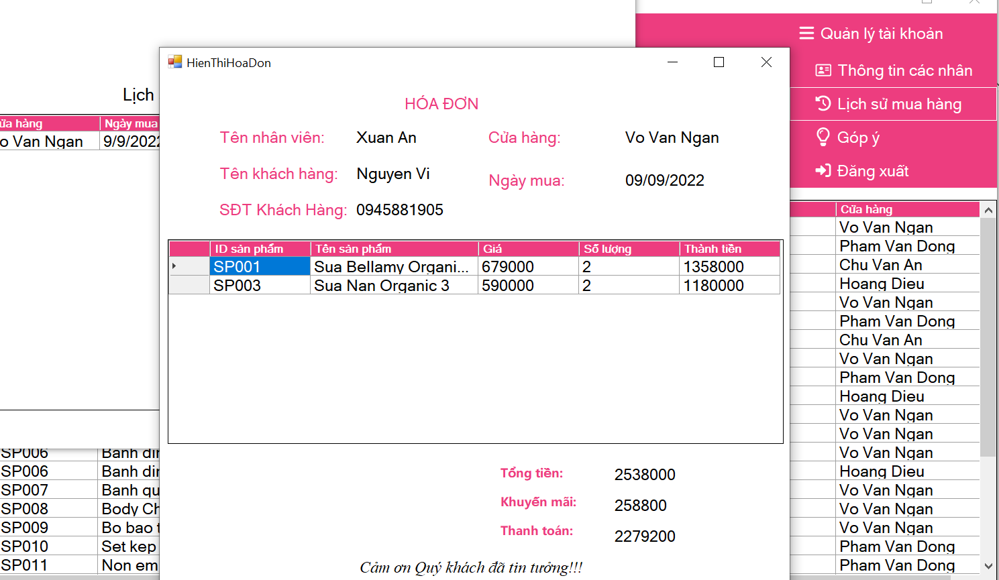 Quản lý tài khoản
Thông tin các nhân
Lịch sử mua hàng
Góp ý
Đăng xuất
Lịch
Ngày mua
o Van Ngan 9/9/2022
HienThiHoaDon
HÓA ĐƠN
Tên nhân viên: Xuan An Cửa hàng: Vo Van Ngan
Tên khách hàng: Nguyen Vi Ngày mua: 09/09/2022
SĐT Khách Hàng: 0945881905
ID sản phẩm Tên sản phẩm Giá Số lượng Thành tiền
SP001 Sua Bellamy Organi... 679000 2 1358000
SP003 Sua Nan Organic 3 590000 2 1180000
Tổng tiền: 2538000
Khuyến mãi: 258800
Thanh toán: 2279200
Cảm ơn Quý khách đã tin tưởng!!!
Cửa hàng
Vo Van Ngan
Pham Van Dong
Chu Van An
Hoang Dieu
Vo Van Ngan
Pham Van Dong
Chu Van An
Vo Van Ngan
Pham Van Dong
Hoang Dieu
Vo Van Ngan
Vo Van Ngan
Vo Van Ngan
Hoang Dieu
Vo Van Ngan
Vo Van Ngan
Vo Van Ngan
Pham Van Dong
Pham Van Dong
SP006 Banh din
SP006 Banh din
SP007 Banh qu
SP008 Body Ch
SP009 Bo bao t
SP010 Set kep
SP011 Non em